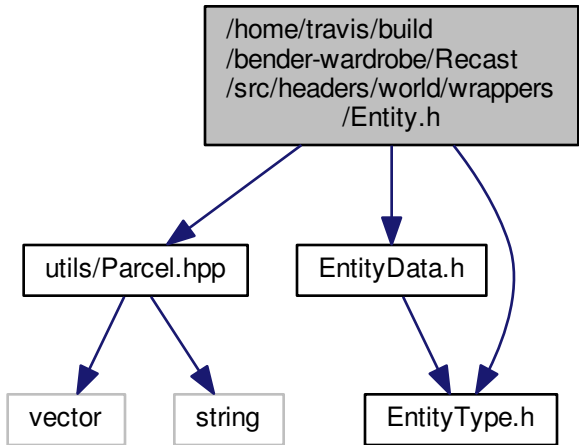 /home/travis/build
/bender-wardrobe/Recast
/src/headers/world/wrappers
/Entity.h
utils/Parcel.hpp
EntityData.h
vector
string
EntityType.h